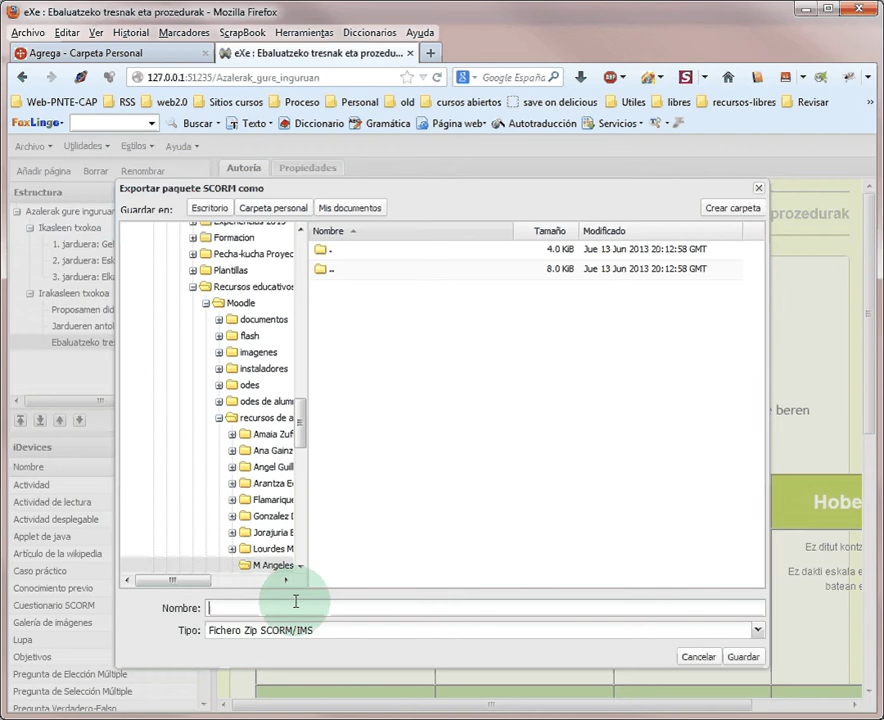 eXe : Ebaluatzeko tresnak eta prozedurak - Mozilla Firefox
Archivo Editar Ver Historial Marcadores ScrapBook Herramientas Diccionarios Ayuda
Agrega - Carpeta Personal
eXe : Ebaluatzeko tresnak eta prozedu...
127.0.0.1:51235/Azalerak_gure_inguruan
Google Español
Web-PNTE-CAP RSS web2.0 Sitios cursos Proceso Personal old cursos abiertos save on delicious Utiles libres recursos-libres Revisar
FoxLingo Buscar Texto Diccionario Gramática Página web Autotraducción Servicios
Archivo Utilidades Estilos Ayuda
Añadir página Borrar Renombrar
Autoría Propiedades
Estructura
Azalerak gure inguruan
Ikasleen txokoa
1. jarduera: Gel
2. jarduera: Esk
3. jarduera: Elka
Irakasleen txokoa
Proposamen did
Jardueren antol
Ebaluatzeko tre
iDevices
Nombre
Actividad
Actividad de lectura
Actividad desplegable
Applet de java
Artículo de la wikipedia
Caso práctico
Conocimiento previo
Cuestionario SCORM
Galería de imágenes
Lupa
Objetivos
Pregunta de Elección Múltiple
Pregunta de Selección Múltiple
Pregunta Verdadero-Falso
Exportar paquete SCORM como
Guardar en: Escritorio Carpeta personal Mis documentos Crear carpeta
Experiencias 2013
Formacion
Pecha-kucha Proyec
Plantillas
Recursos educativos
Moodle
documentos
flash
imagenes
instaladores
odes
odes de alum
recursos de a
Amaia Zuf
Ana Gainz
Angel Guil
Arantza E
Flamarique
Gonzalez D
Jorajuria E
Lourdes M
M Angeles
Nombre Tamaño Modificado
. 4.0 KiB Jue 13 Jun 2013 20:12:58 GMT
.. 8.0 KiB Jue 13 Jun 2013 20:12:58 GMT
Nombre:
Tipo: Fichero Zip SCORM/IMS
Cancelar Guardar
prozedurak
e beren
Hobe
Ez ditut kontz
Ez dakti eskala e
batean e